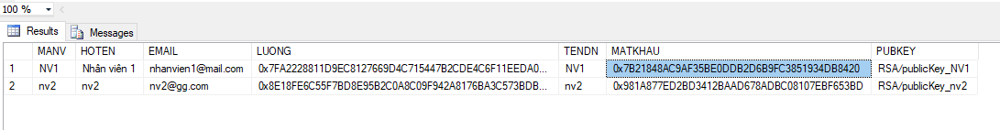 100 %
Results Messages
MANV HOTEN EMAIL LUONG TENDN MATKHAU PUBKEY
1 NV1 Nhân viên 1 nhanvien1@mail.com 0x7FA2228811D9EC8127669D4C715447B2CDE4C6F11EEDA0... NV1 0x7B21848AC9AF35BE0DDB2D6B9FC3851934DB8420 RSA/publicKey_NV1
2 nv2 nv2 nv2@gg.com 0x8E18FE6C55F7BD8E95B2C0A8C09F942A8176BA3C573BDB... nv2 0x981A877ED2BD3412BAAD678ADBC08107EBF653BD RSA/publicKey_nv2